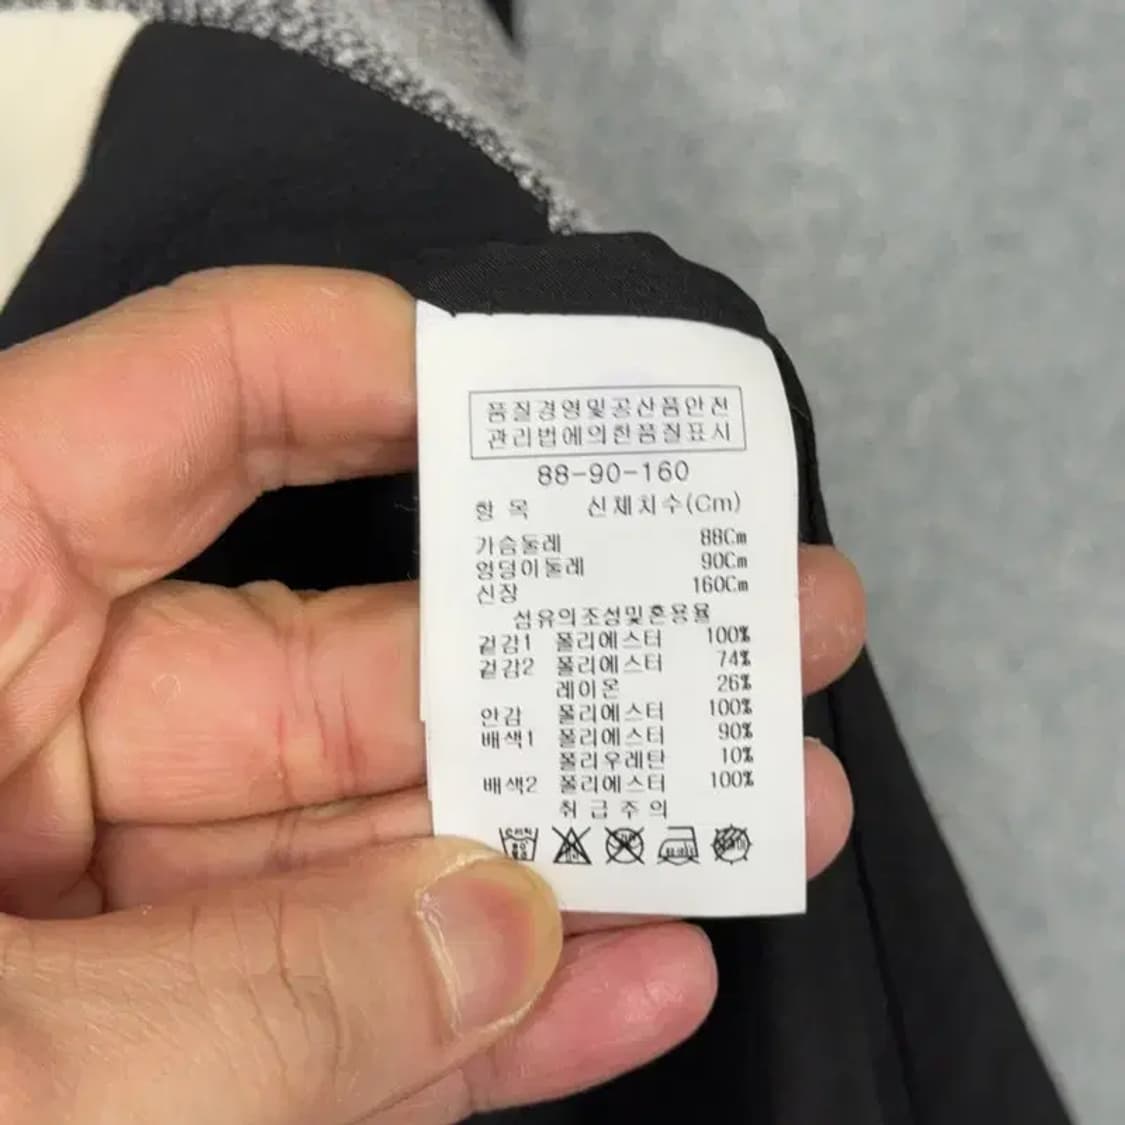 품질경영및공산품안전
관리법에의한품질표시
88-90-160
항 목 신체치수(Cm)
가슴둘레 88Cm
엉덩이둘레 90Cm
신장 160Cm
섬유의조성및혼용율
겉감1 폴리에스터 100%
겉감2 폴리에스터 74%
레이온 26%
안감 폴리에스터 100%
배색1 폴리에스터 90%
폴리우레탄 10%
배색2 폴리에스터 100%
취 급 주 의